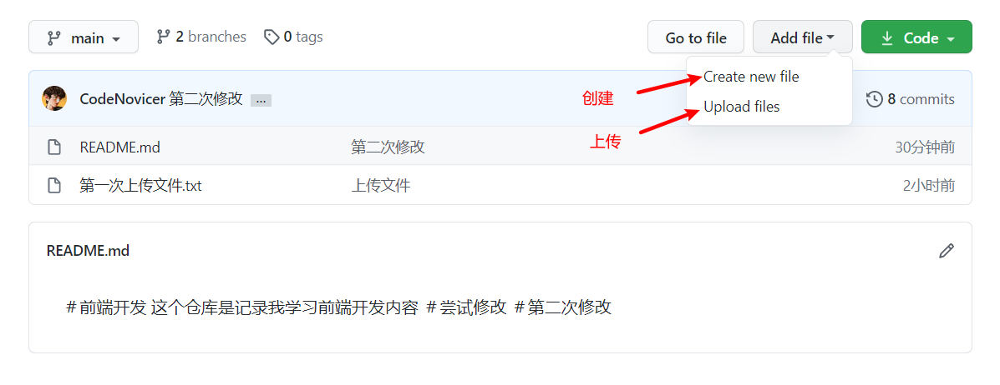 main 2 branches 0 tags Go to file Add file Code
Create new file
创建
CodeNovicer 第二次修改 ... 8 commits
Upload files
上传
README.md 第二次修改 30分钟前
第一次上传文件.txt 上传文件 2小时前
README.md
＃前端开发 这个仓库是记录我学习前端开发内容 ＃尝试修改 ＃第二次修改